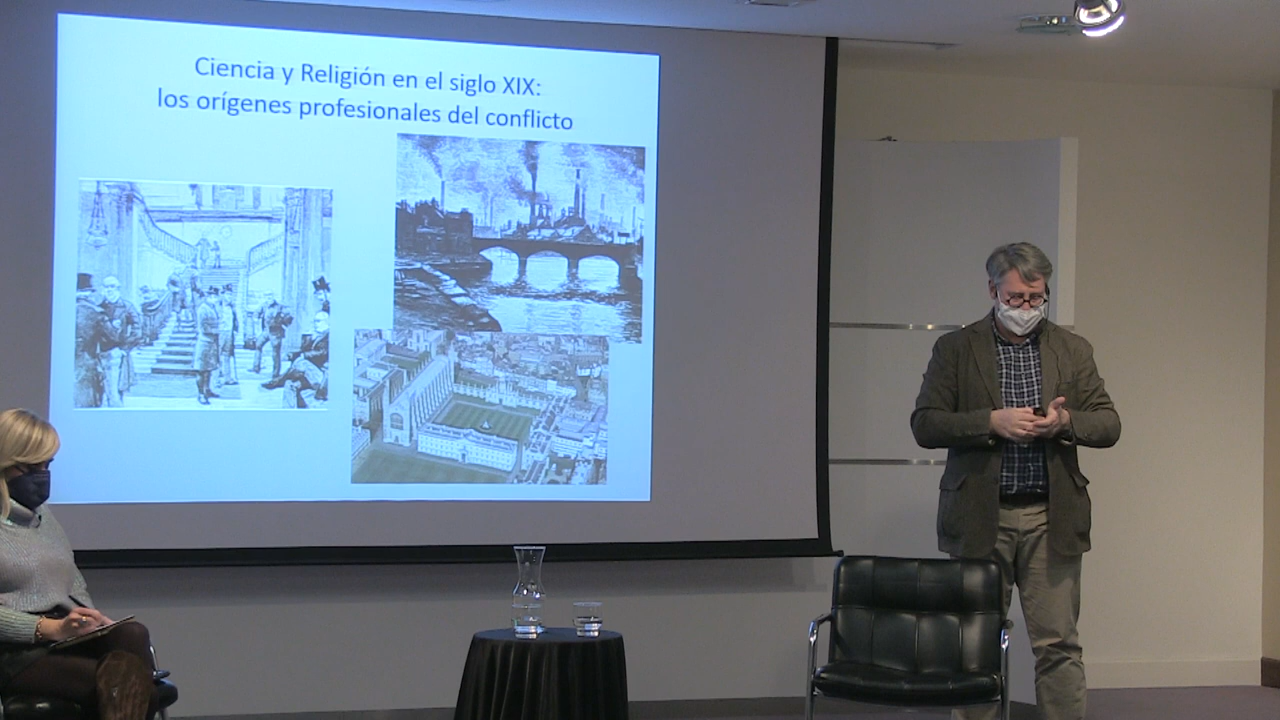 Ciencia y Religión en el siglo XIX:
los orígenes profesionales del conflicto